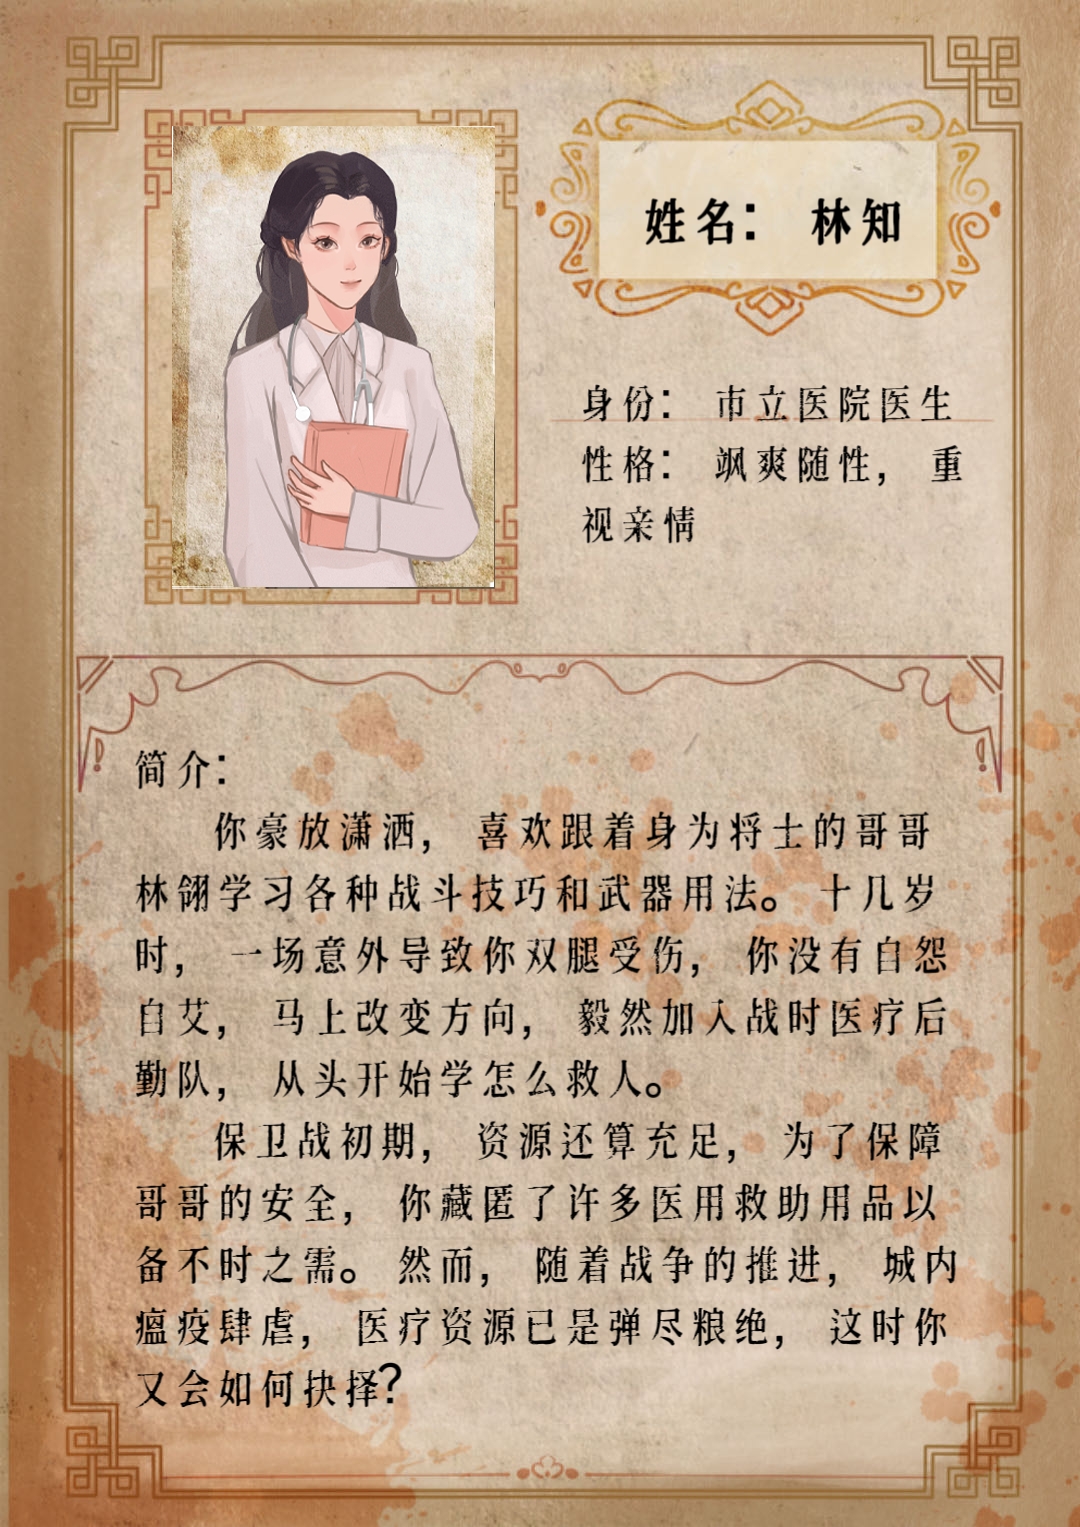 姓名： 林知
身份： 市立医院医生
性格： 飒爽随性， 重
视亲情
简介：
你豪放潇洒， 喜欢跟着身为将士的哥哥
林翎学习各种战斗技巧和武器用法。 十几岁
时， 一场意外导致你双腿受伤， 你没有自怨
自艾， 马上改变方向， 毅然加入战时医疗后
勤队， 从头开始学怎么救人。
保卫战初期， 资源还算充足， 为了保障
哥哥的安全， 你藏匿了许多医用救助用品以
备不时之需。 然而， 随着战争的推进， 城内
瘟疫肆虐， 医疗资源已是弹尽粮绝， 这时你
又会如何抉择？